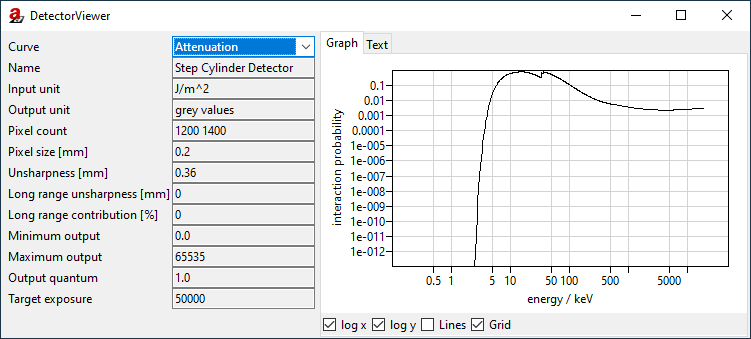 DetectorViewer
Curve Attenuation
Name Step Cylinder Detector
Input unit J/m^2
Output unit grey values
Pixel count 1200 1400
Pixel size [mm] 0.2
Unsharpness [mm] 0.36
Long range unsharpness [mm] 0
Long range contribution [%] 0
Minimum output 0.0
Maximum output 65535
Output quantum 1.0
Target exposure 50000
Graph Text
interaction probability
0.1
0.01
0.001
0.0001
1e-005
1e-006
1e-007
1e-008
1e-009
1e-010
1e-011
1e-012
0.5 1 5 10 50 100 500 5000
energy / keV
log x log y Lines Grid